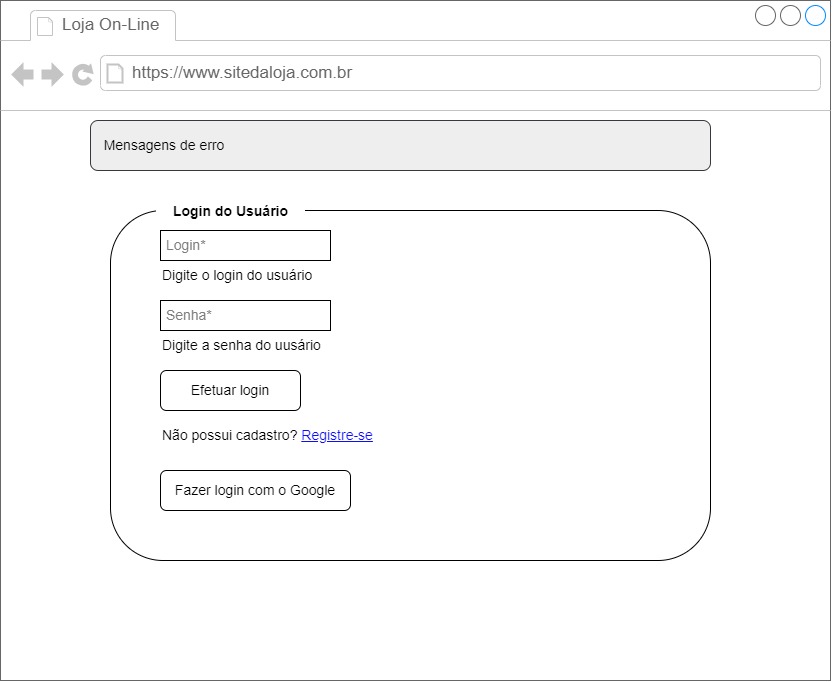 Loja On-Line
https://www.sitedaloja.com.br
Mensagens de erro
Login do Usuário
Login*
Digite o login do usuário
Senha*
Digite a senha do uusário
Efetuar login
Não possui cadastro? Registre-se
Fazer login com o Google